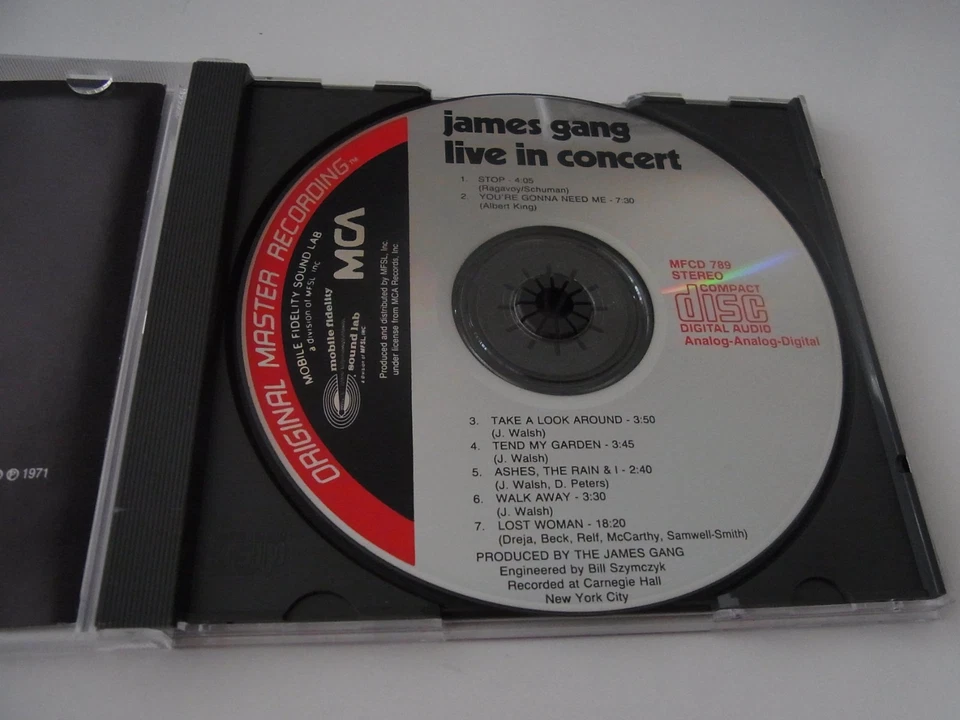 james gang
live in concert
1. STOP - 4:05
(Ragavoy/Schuman)
2. YOU'RE GONNA NEED ME - 7:30
(Albert King)
MFCD 789
STEREO
COMPACT
disc
DIGITAL AUDIO
Analog-Analog-Digital
3. TAKE A LOOK AROUND - 3:50
(J. Walsh)
4. TEND MY GARDEN - 3:45
(J. Walsh)
5. ASHES, THE RAIN & I - 2:40
(J. Walsh, D. Peters)
6. WALK AWAY - 3:30
(J. Walsh)
7. LOST WOMAN - 18:20
(Dreja, Beck, Relf, McCarthy, Samwell-Smith)
PRODUCED BY THE JAMES GANG
Engineered by Bill Szymczyk
Recorded at Carnegie Hall
New York City
ORIGINAL MASTER RECORDING™
MOBILE FIDELITY SOUND LAB
a division of MFSL, Inc.
mobile fidelity
sound lab
MCA
Produced and distributed by MFSL, Inc.
under license from MCA Records, Inc
℗ 1971